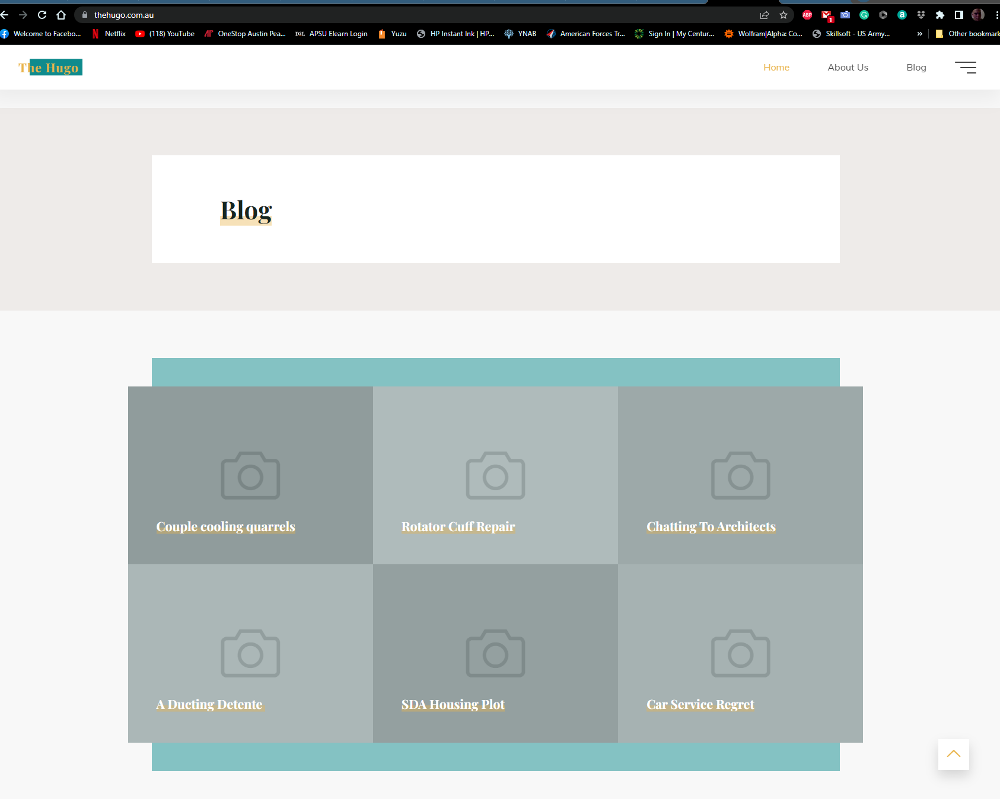 thehugo.com.au
ABP
1
Welcome to Facebo...
Netflix
(118) YouTube
OneStop Austin Pea...
D2L
APSU Elearn Login
Yuzu
HP Instant Ink | HP...
YNAB
American Forces Tr...
Sign In | My Centur...
Wolfram|Alpha: Co...
Skillsoft - US Army...
»
Other bookmark
The Hugo
Home
About Us
Blog
Blog
Couple cooling quarrels
Rotator Cuff Repair
Chatting To Architects
A Ducting Detente
SDA Housing Plot
Car Service Regret